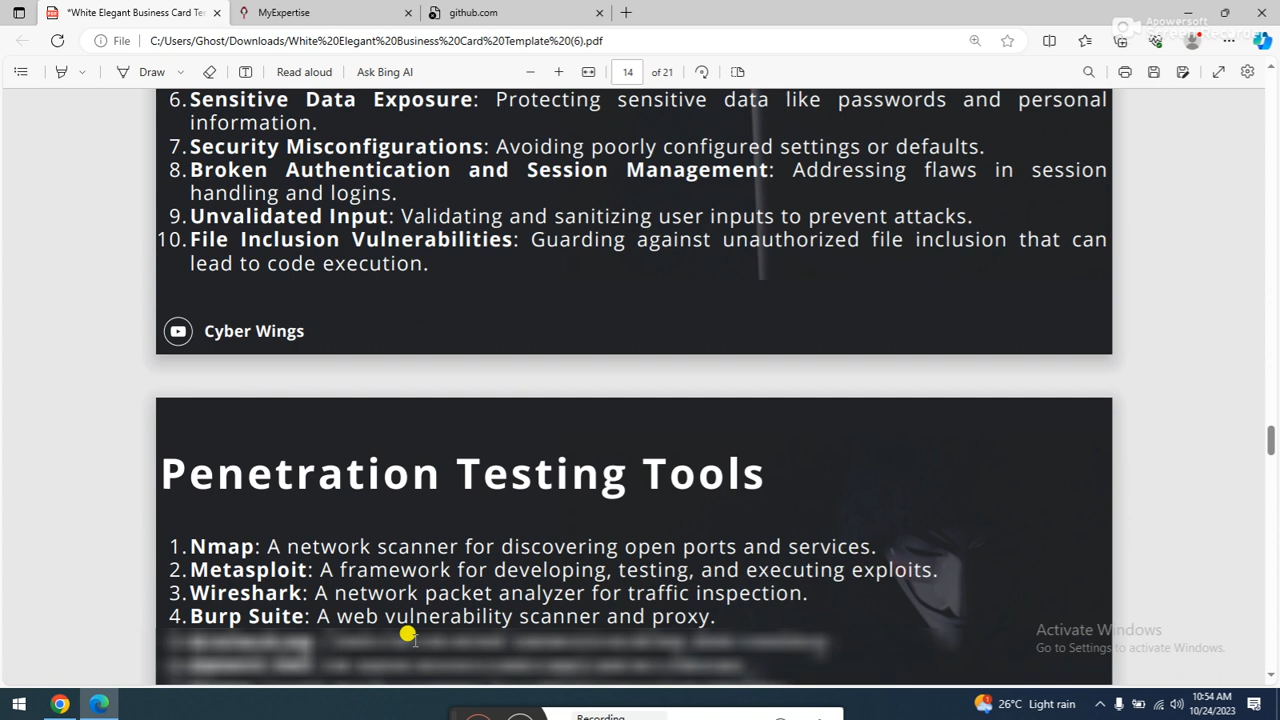 *White Elegant Business Card Ter
MyExpertise
github.com
Apowersoft
Screen Recorder
File
C:/Users/Ghost/Downloads/White%20Elegant%20Business%20Card%20Template%20(6).pdf
Draw
Read aloud
Ask Bing AI
14
of 21
6. Sensitive Data Exposure: Protecting sensitive data like passwords and personal
information.
7. Security Misconfigurations: Avoiding poorly configured settings or defaults.
8. Broken Authentication and Session Management: Addressing flaws in session
handling and logins.
9. Unvalidated Input: Validating and sanitizing user inputs to prevent attacks.
10. File Inclusion Vulnerabilities: Guarding against unauthorized file inclusion that can
lead to code execution.
Cyber Wings
Penetration Testing Tools
1. Nmap: A network scanner for discovering open ports and services.
2. Metasploit: A framework for developing, testing, and executing exploits.
3. Wireshark: A network packet analyzer for traffic inspection.
4. Burp Suite: A web vulnerability scanner and proxy.
Activate Windows
Go to Settings to activate Windows.
Recording
26°C Light rain
10:54 AM
10/24/2023